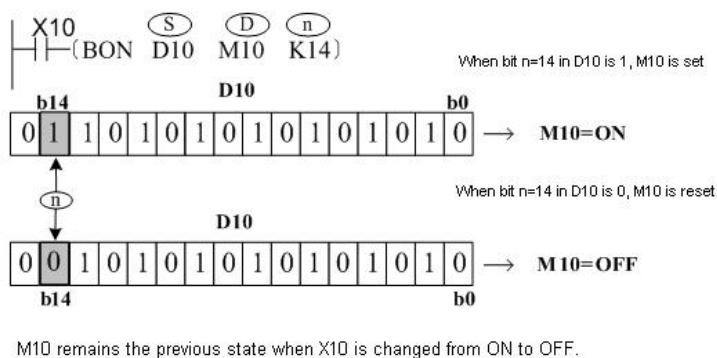 X10
S D n
(BON D10 M10 K14)
When bit n=14 in D10 is 1, M10 is set
D10
b14 b0
0 1 1 0 1 0 1 0 1 0 1 0 1 0 1 0 → M10=ON
n
When bit n=14 in D10 is 0, M10 is reset
D10
0 0 1 0 1 0 1 0 1 0 1 0 1 0 1 0 → M10=OFF
b14 b0
M10 remains the previous state when X10 is changed from ON to OFF.